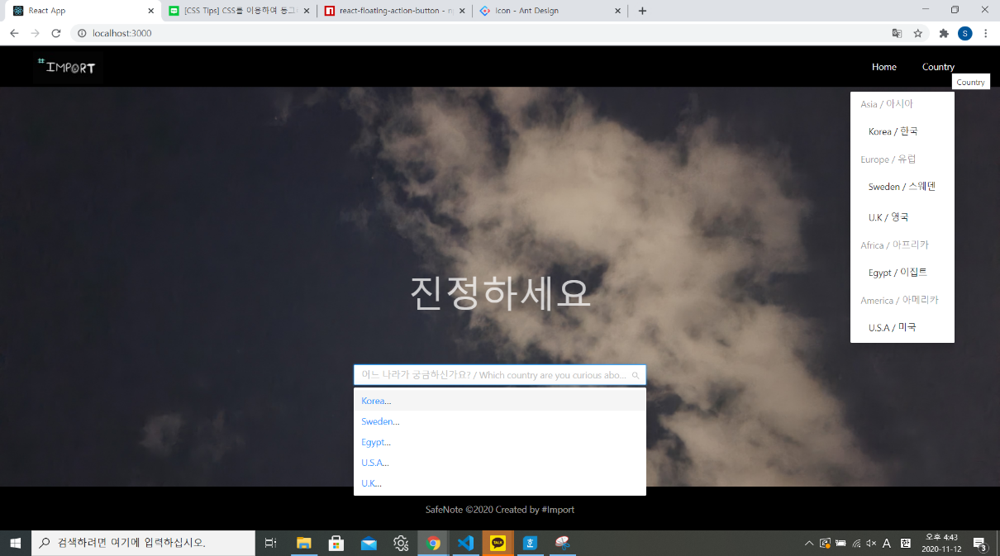 React App
[CSS Tips] CSS를 이용하여 동그
react-floating-action-button - n
Icon - Ant Design
localhost:3000
S
#IMPORT
Home
Country
Country
Asia / 아시아
Korea / 한국
Europe / 유럽
Sweden / 스웨덴
U.K / 영국
Africa / 아프리카
Egypt / 이집트
America / 아메리카
U.S.A / 미국
진정하세요
어느 나라가 궁금하신가요? / Which country are you curious abo...
Korea...
Sweden...
Egypt...
U.S.A...
U.K...
SafeNote ©2020 Created by #Import
검색하려면 여기에 입력하십시오.
TALK
A
한
오후 4:43
2020-11-12
3